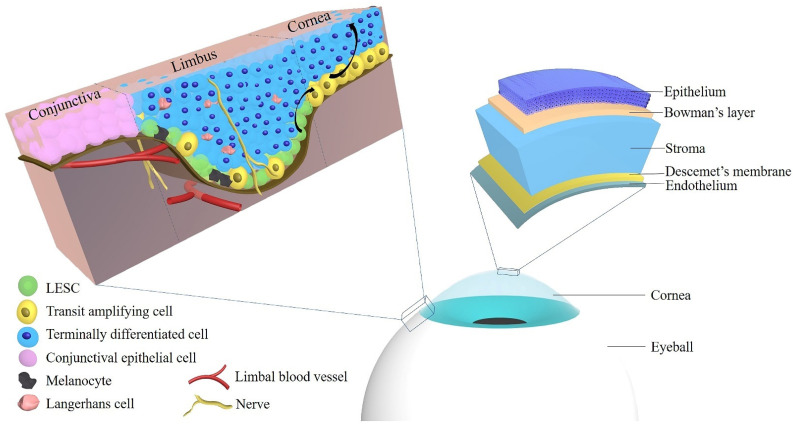 Conjunctiva
Limbus
Cornea
Epithelium
Bowman's layer
Stroma
Descemet's membrane
Endothelium
LESC
Transit amplifying cell
Terminally differentiated cell
Conjunctival epithelial cell
Melanocyte
Langerhans cell
Limbal blood vessel
Nerve
Cornea
Eyeball